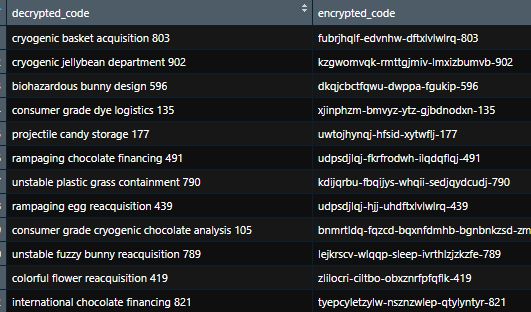 decrypted_code encrypted_code
cryogenic basket acquisition 803 fubrjhqlf-edvnhw-dftxlvlwlrq-803
cryogenic jellybean department 902 kzgwomvqk-rmttgjmiv-lmxizbumvb-902
biohazardous bunny design 596 dkqjcbctfqwu-dwppa-fgukip-596
consumer grade dye logistics 135 xjinphzm-bmvyz-ytz-gjbdnodxn-135
projectile candy storage 177 uwtojhynqj-hfsid-xytwflj-177
rampaging chocolate financing 491 udpsdjlqj-fkrfrodwh-ilqdqflqj-491
unstable plastic grass containment 790 kdijqrbu-fbqijys-whqii-sedjqydcudj-790
rampaging egg reacquisition 439 udpsdjlqj-hjj-uhdftxlvlwlrq-439
consumer grade cryogenic chocolate analysis 105 bnmrtldq-fqzcd-bqxnfdmhb-bgnbnkzsd-zm
unstable fuzzy bunny reacquisition 789 lejkrscv-wlqqp-sleep-ivrthlzjzkzfe-789
colorful flower reacquisition 419 zlilocri-ciltbo-obxznrfpfqflk-419
international chocolate financing 821 tyepcyletzylw-nsznzwlep-qtylyntyr-821